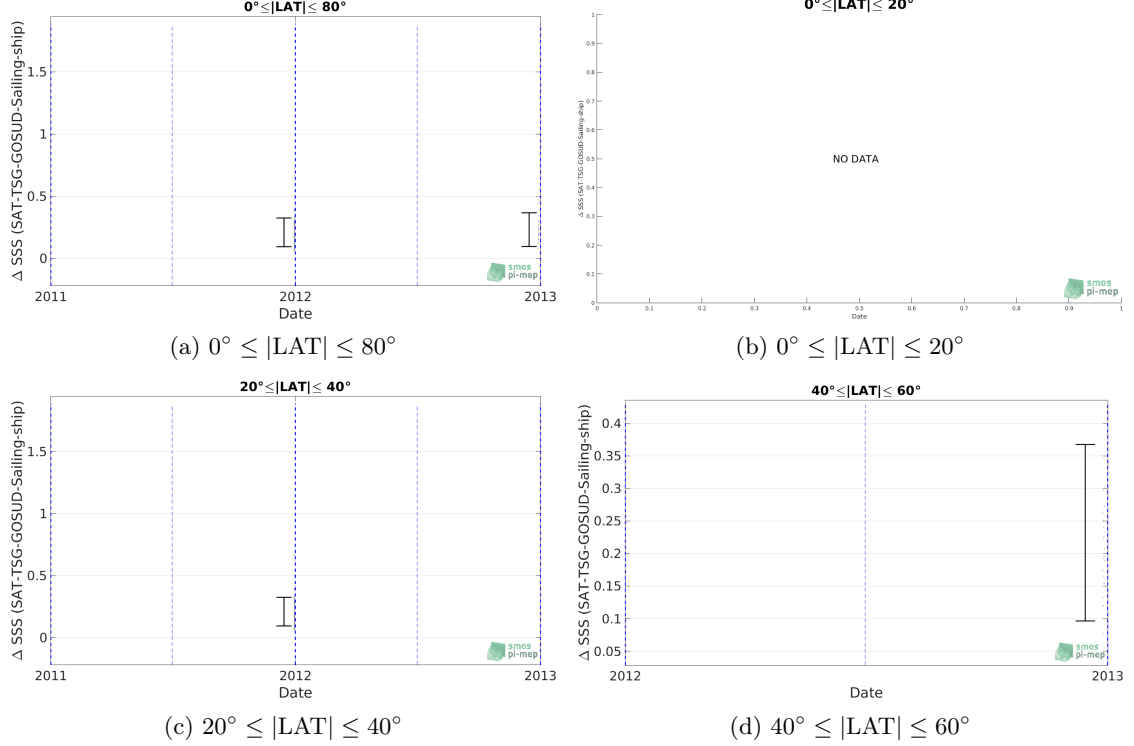 0°≤|LAT|≤ 80°
Δ SSS (SAT-TSG-GOSUD-Sailing-ship)
1.5
1
0.5
0
2011
2012
2013
Date
smos
pi-mep
(a) 0° ≤ |LAT| ≤ 80°
0°≤|LAT|≤ 20°
Δ SSS (SAT-TSG-GOSUD-Sailing-ship)
1
0.9
0.8
0.7
0.6
0.5
0.4
0.3
0.2
0.1
0
NO DATA
0
0.1
0.2
0.3
0.4
0.5
0.6
0.7
0.8
0.9
1
Date
smos
pi-mep
(b) 0° ≤ |LAT| ≤ 20°
20°≤|LAT|≤ 40°
Δ SSS (SAT-TSG-GOSUD-Sailing-ship)
1.5
1
0.5
0
2011
2012
2013
Date
smos
pi-mep
(c) 20° ≤ |LAT| ≤ 40°
40°≤|LAT|≤ 60°
Δ SSS (SAT-TSG-GOSUD-Sailing-ship)
0.4
0.35
0.3
0.25
0.2
0.15
0.1
0.05
2012
2013
Date
smos
pi-mep
(d) 40° ≤ |LAT| ≤ 60°